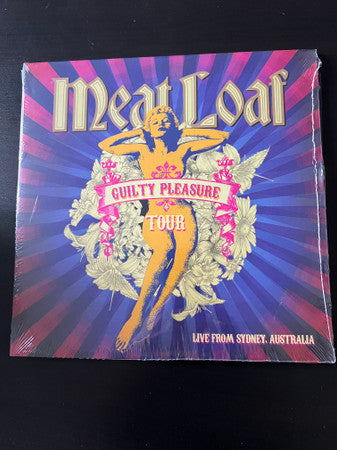 Meat Loaf
GUILTY PLEASURE
TOUR
LIVE FROM SYDNEY, AUSTRALIA